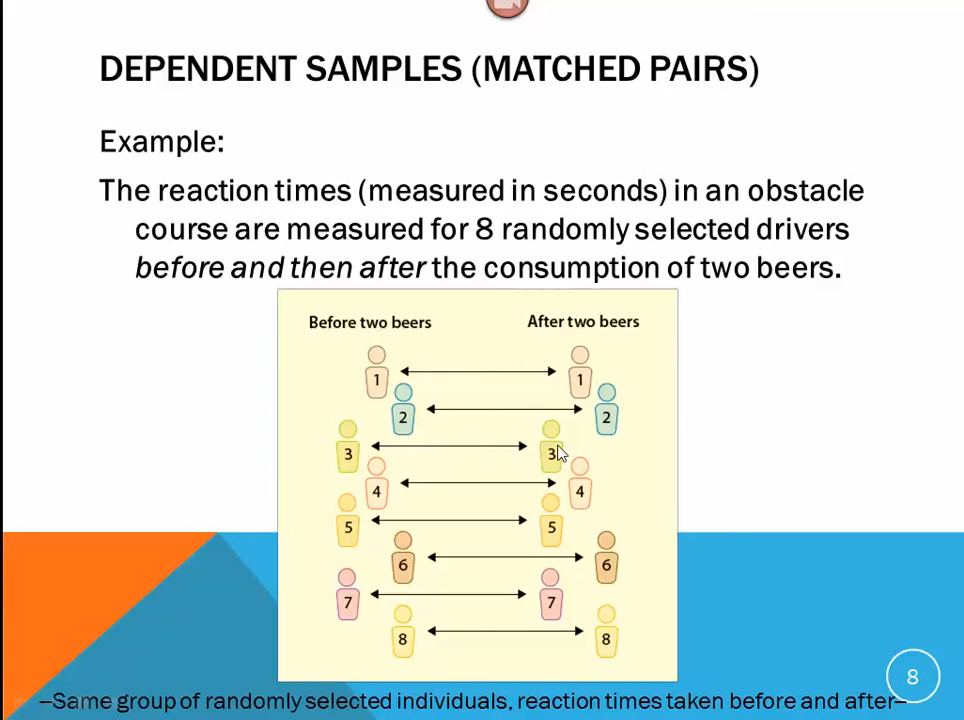 DEPENDENT SAMPLES (MATCHED PAIRS)
Example:
The reaction times (measured in seconds) in an obstacle
course are measured for 8 randomly selected drivers
before and then after the consumption of two beers.
Before two beers After two beers
1 1
2 2
3 3
4 4
5 5
6 6
7 7
8 8
8
--Same group of randomly selected individuals, reaction times taken before and after--